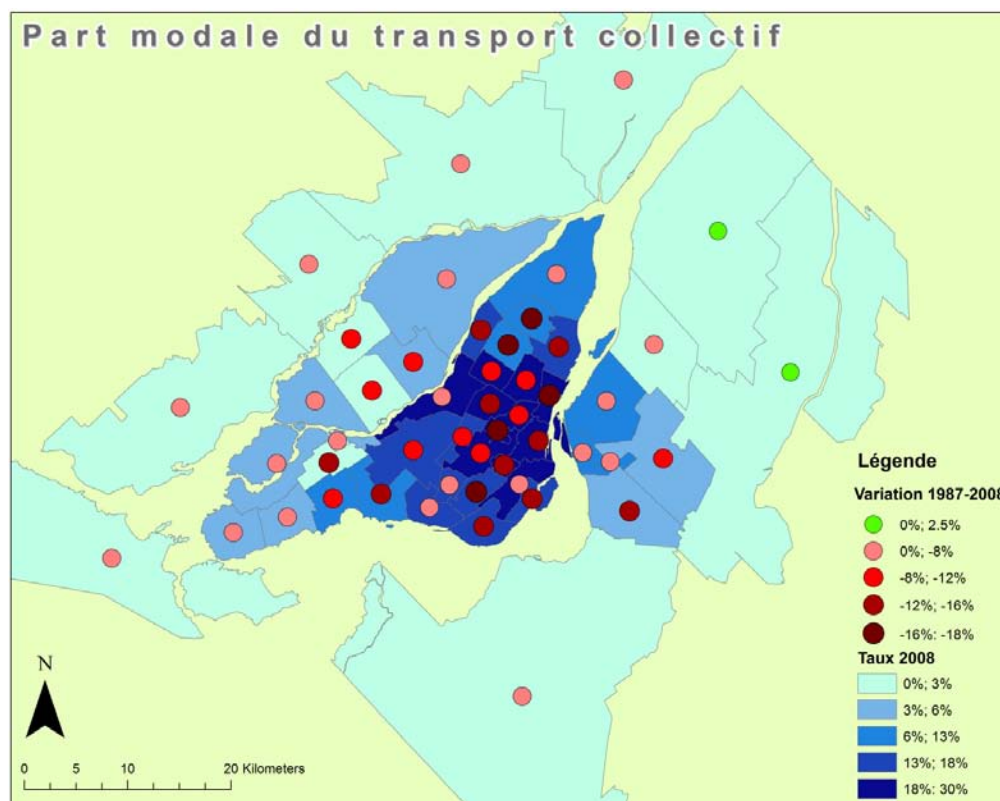 Part modale du transport collectif
Légende
Variation 1987-2008
0%; 2.5%
0%; -8%
-8%; -12%
-12%; -16%
-16%: -18%
Taux 2008
0%; 3%
3%; 6%
6%; 13%
13%; 18%
18%: 30%
N
0 5 10 20 Kilometers